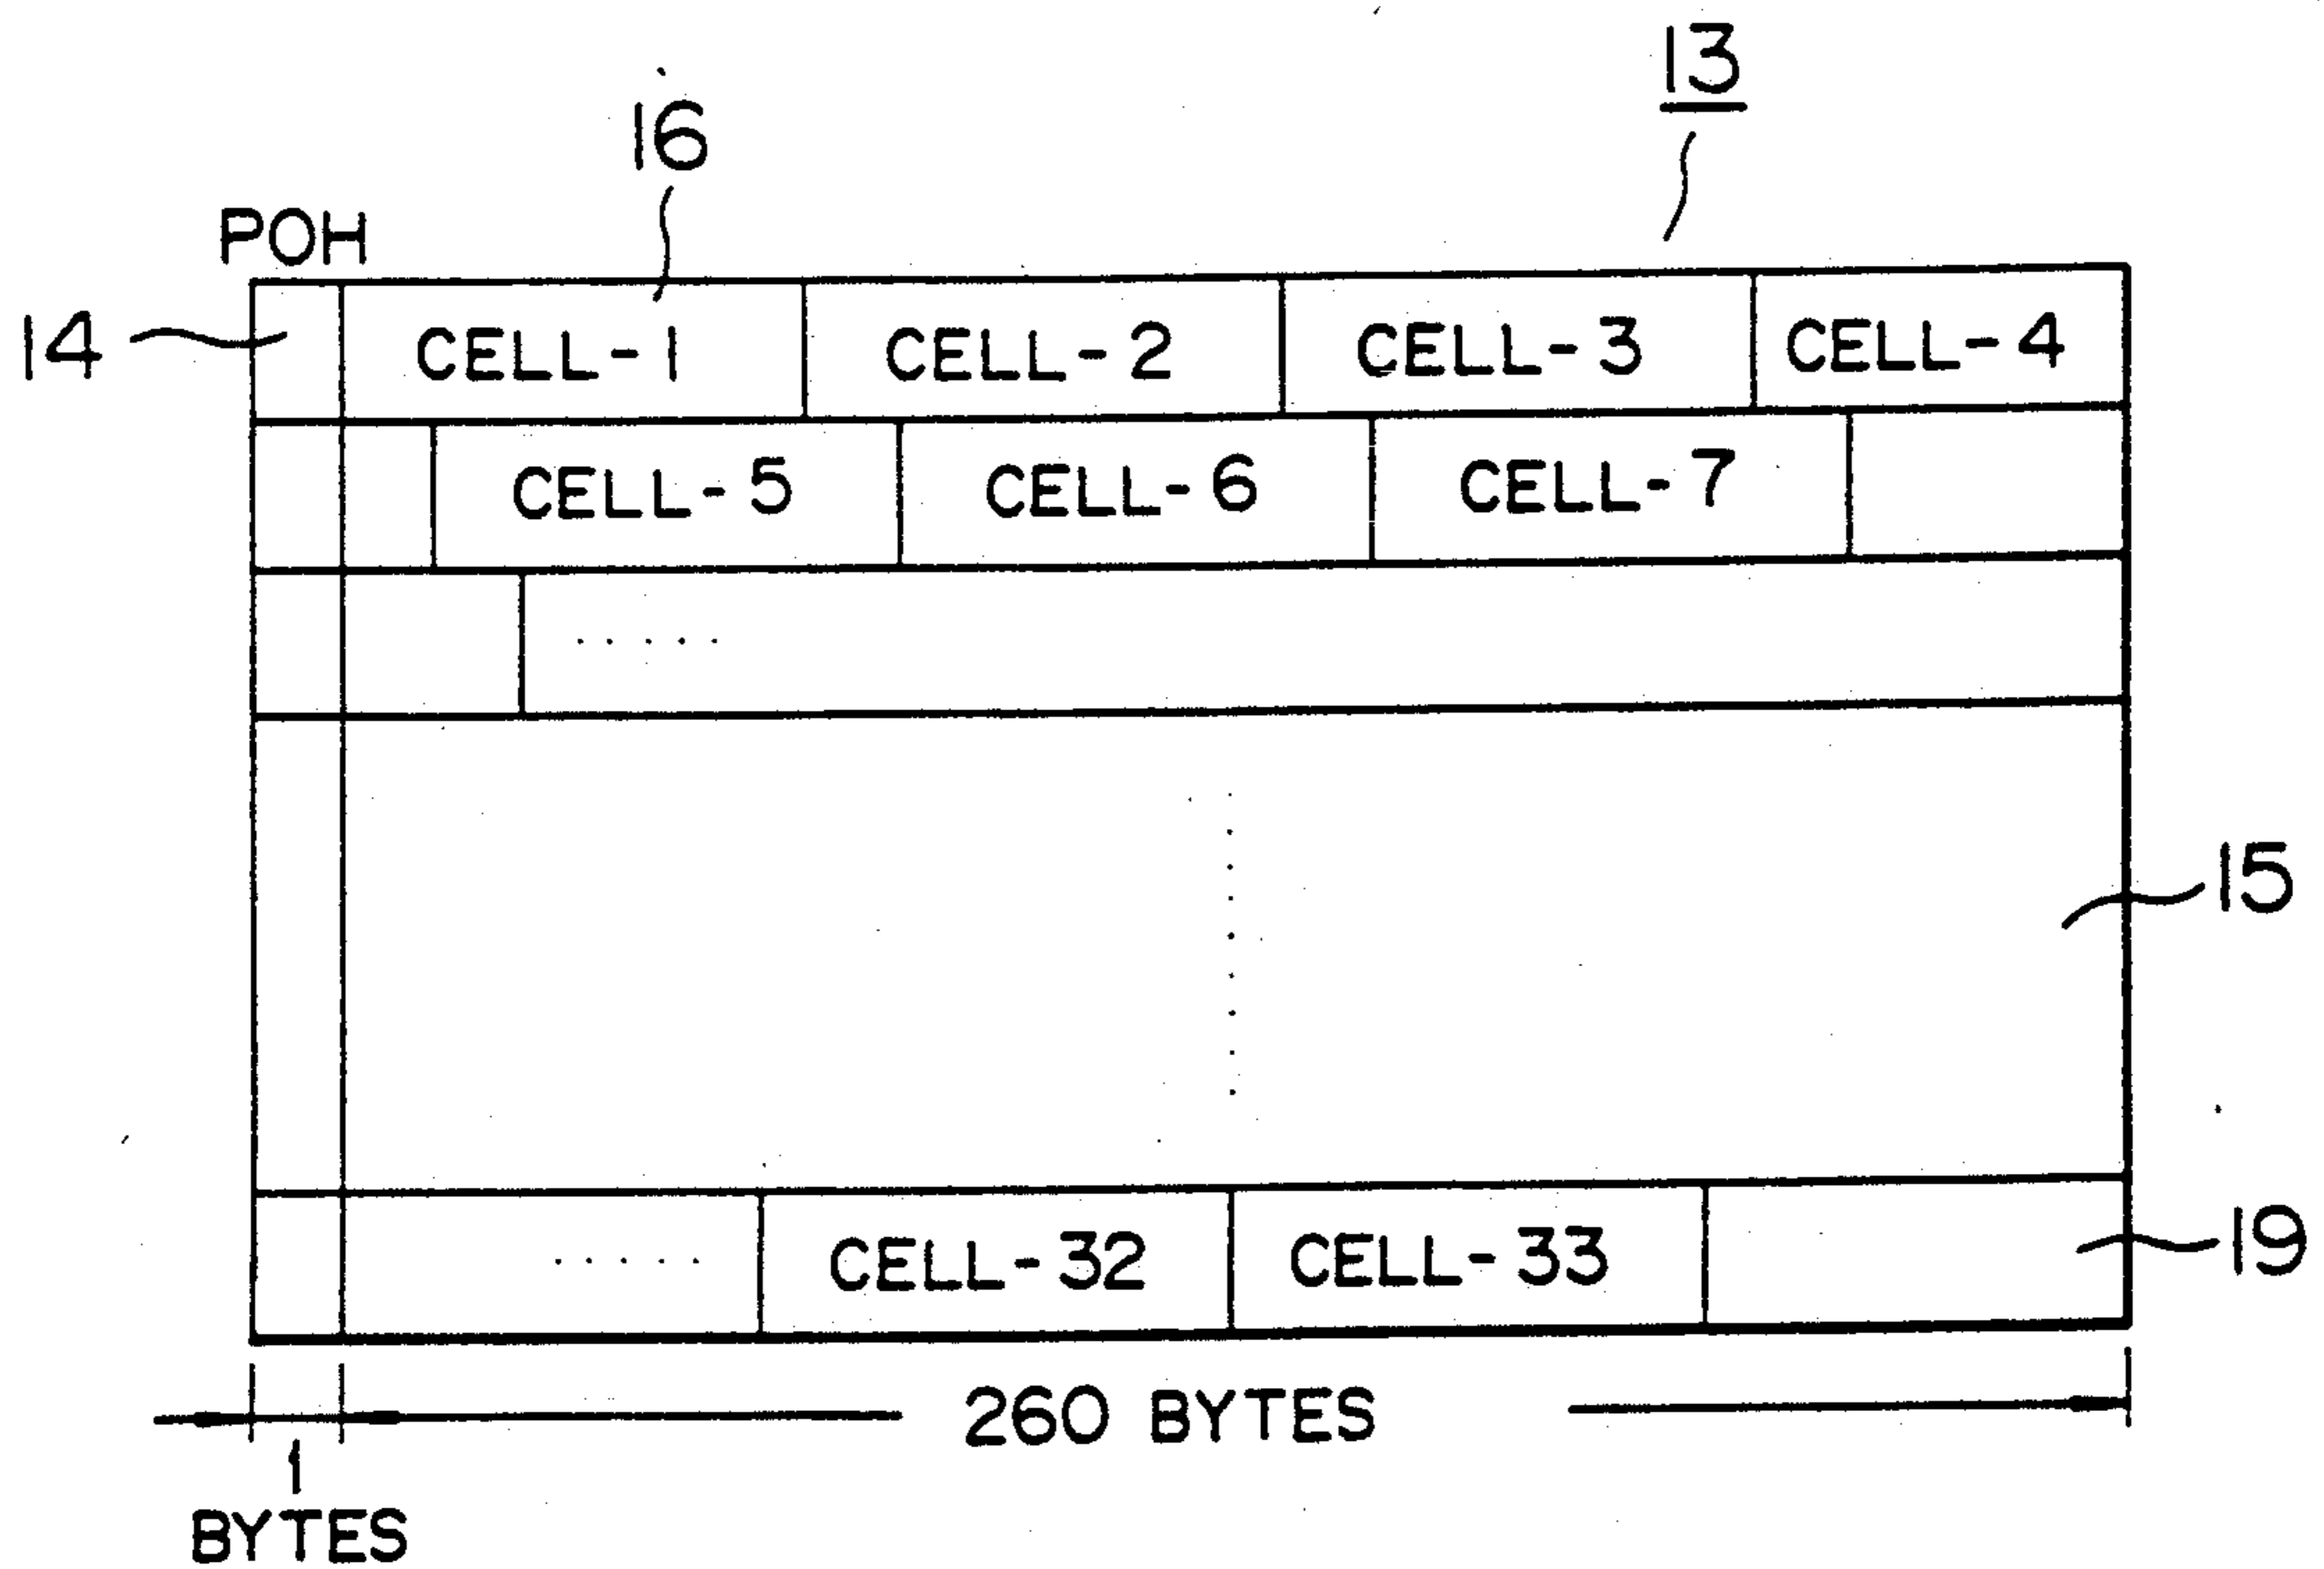 13
16
POH
14
CELL-1 CELL-2 CELL-3 CELL-4
CELL-5 CELL-6 CELL-7
.....
15
..... CELL-32 CELL-33
19
260 BYTES
1
BYTES